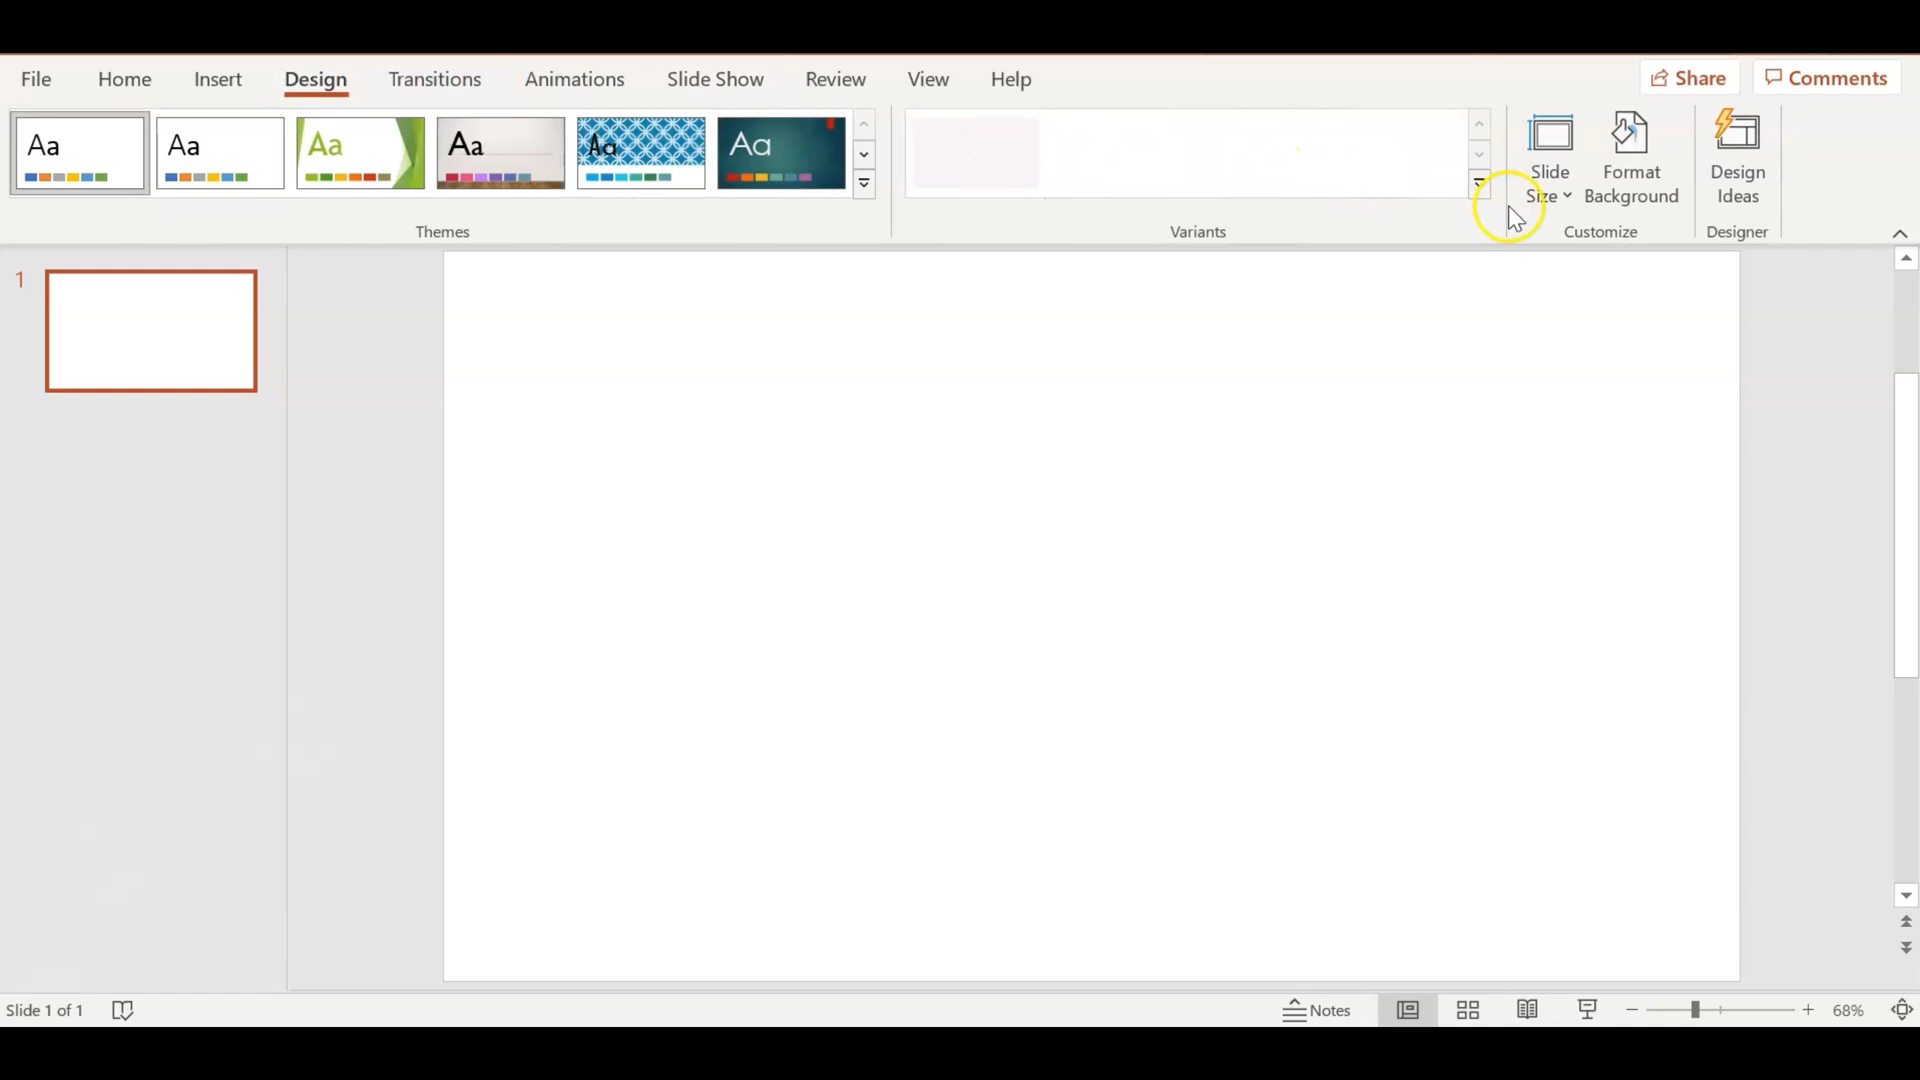 File Home Insert Design Transitions Animations Slide Show Review View Help Share Comments
Aa Aa Aa Aa Aa Aa
Slide Size
Format Background
Design Ideas
Themes Variants Customize Designer
1
Slide 1 of 1 Notes 68%